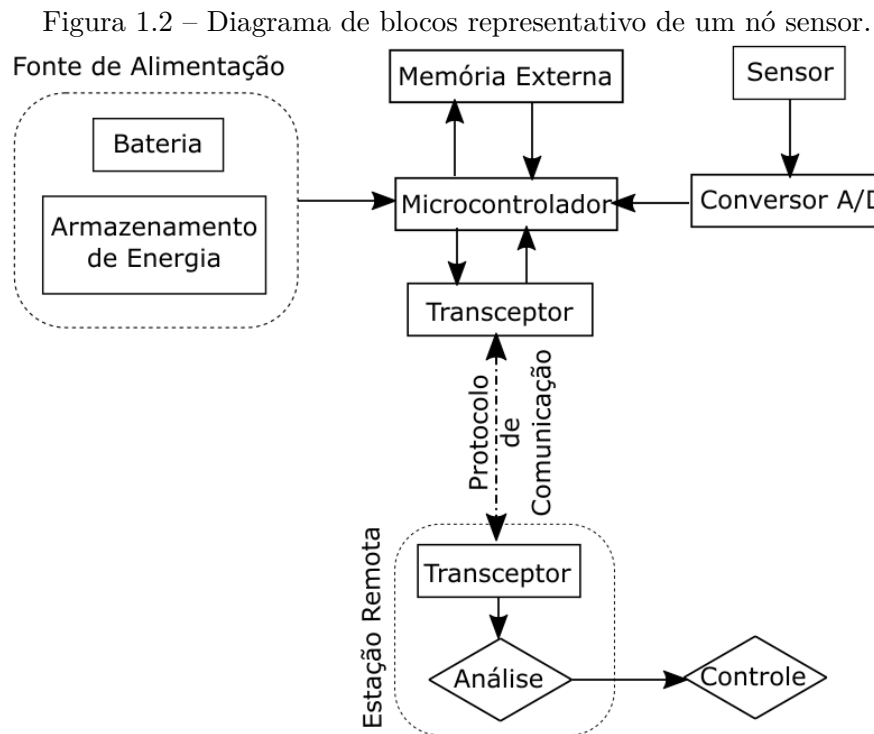 Figura 1.2 – Diagrama de blocos representativo de um nó sensor.
Fonte de Alimentação
Bateria
Armazenamento
de Energia
Memória Externa
Sensor
Microcontrolador
Conversor A/D
Transceptor
Protocolo
de
Comunicação
Estação Remota
Transceptor
Análise
Controle